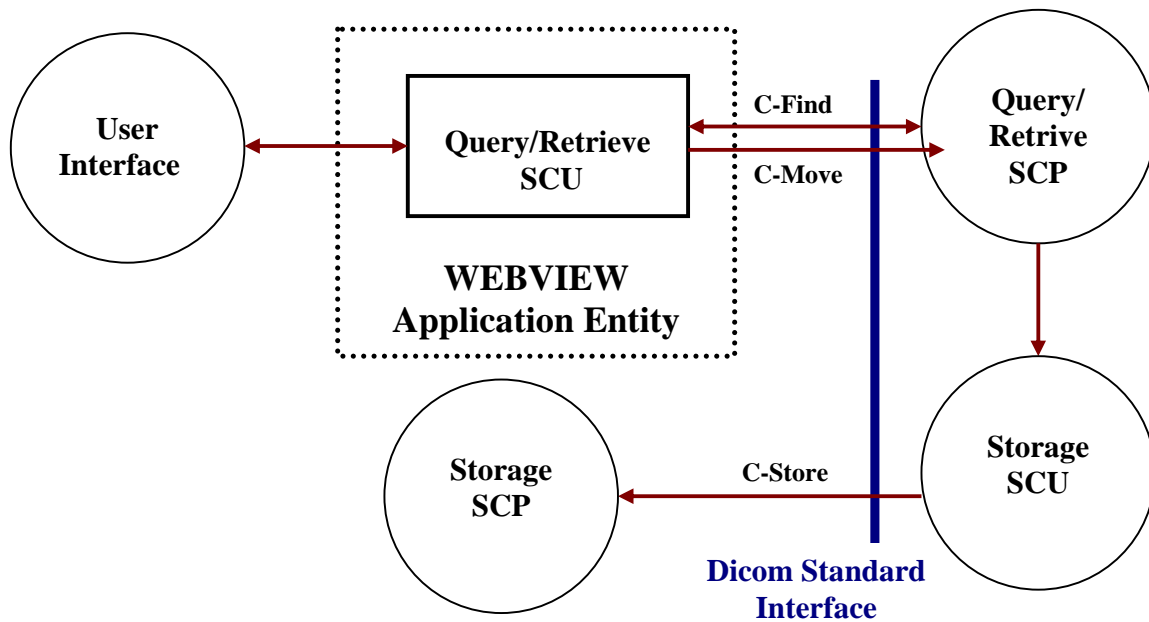 User
Interface
Query/Retrieve
SCU
WEBVIEW
Application Entity
C-Find
C-Move
Query/
Retrive
SCP
Storage
SCP
C-Store
Storage
SCU
Dicom Standard
Interface